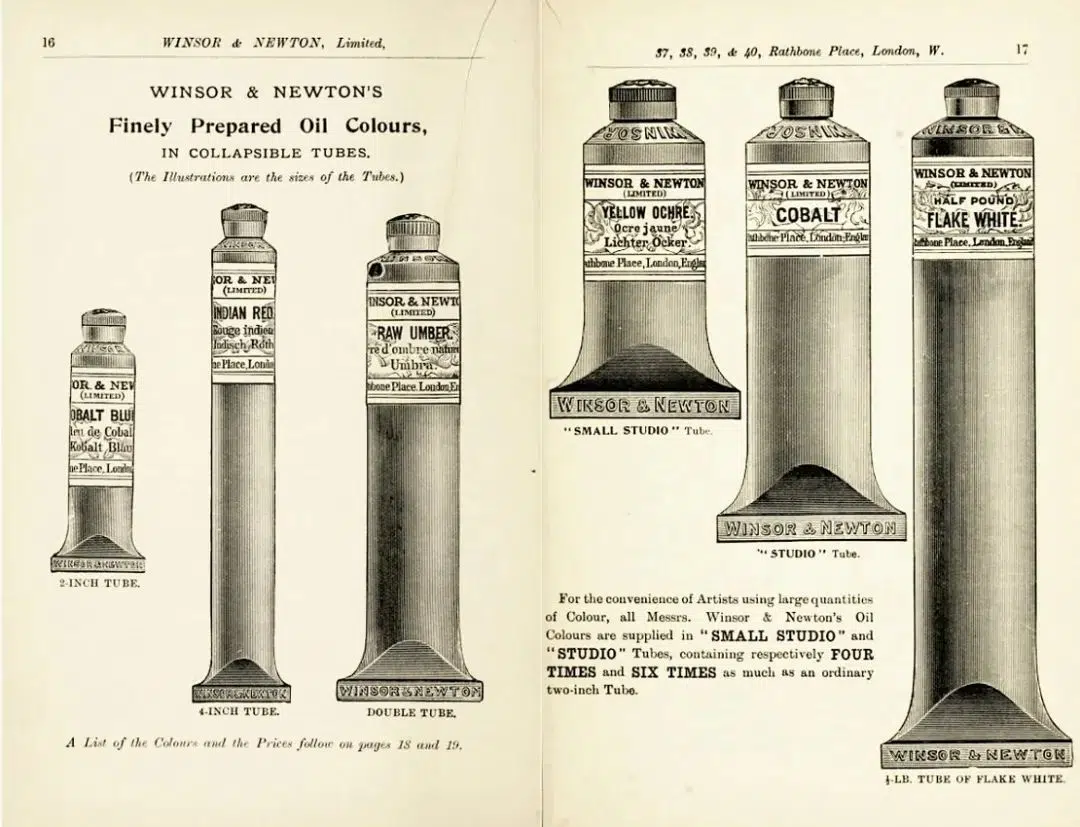 16
WINSOR & NEWTON, Limited,
WINSOR & NEWTON'S
Finely Prepared Oil Colours,
IN COLLAPSIBLE TUBES.
(The Illustrations are the sizes of the Tubes.)
WINSOR
OR & NEW
(LIMITED)
OBALT BLU
leu de Cobal
Kobalt Blau
ne Place, Londo
WINSOR & NEWTON
2-INCH TUBE.
WINSOR
OR & NEW
(LIMITED)
INDIAN RED
Rouge indien
Indisch Roth
ne Place, Londo
WINSOR & NEWTON
4-INCH TUBE.
INSOR & NEWTO
(LIMITED)
RAW UMBER.
re d'ombre nature
Umbra.
hbone Place. London, En
WINSOR & NEWTON
DOUBLE TUBE.
A List of the Colours and the Prices follow on pages 18 and 19.
37, 38, 39, & 40, Rathbone Place, London, W.
17
WINSOR
WINSOR & NEWTON
(LIMITED)
YELLOW OCHRE.
Ocre jaune
Lichter Ocker.
athbone Place, London, Engla
WINSOR & NEWTON
"SMALL STUDIO" Tube.
WINSOR
WINSOR & NEWTON
(LIMITED)
COBALT
athbone Place, London-Englan
WINSOR & NEWTON
"STUDIO" Tube.
WINSOR &
WINSOR & NEWTON
(LIMITED)
HALF POUND
FLAKE WHITE.
athbone Place, London, England
WINSOR & NEWTON
½-LB. TUBE OF FLAKE WHITE.
For the convenience of Artists using large quantities
of Colour, all Messrs. Winsor & Newton's Oil
Colours are supplied in "SMALL STUDIO" and
"STUDIO" Tubes, containing respectively FOUR
TIMES and SIX TIMES as much as an ordinary
two-inch Tube.